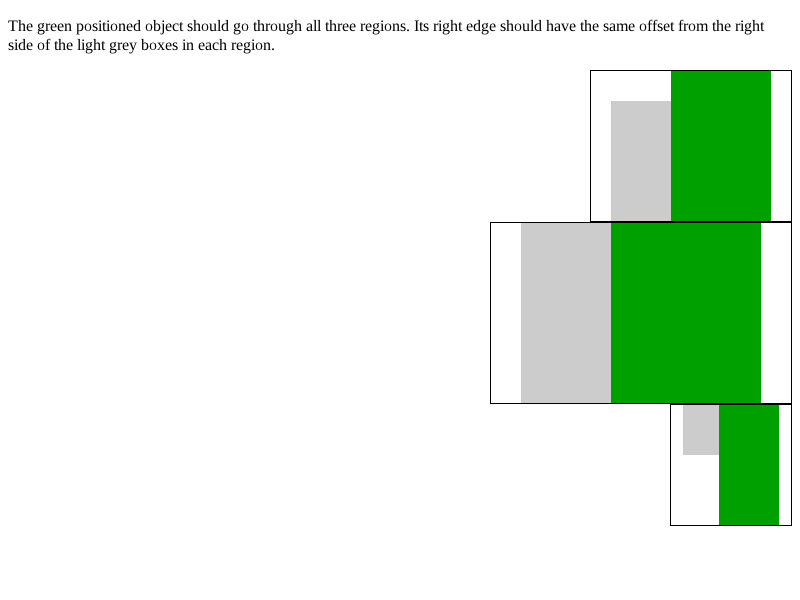 The green positioned object should go through all three regions. Its right edge should have the same offset from the right
side of the light grey boxes in each region.